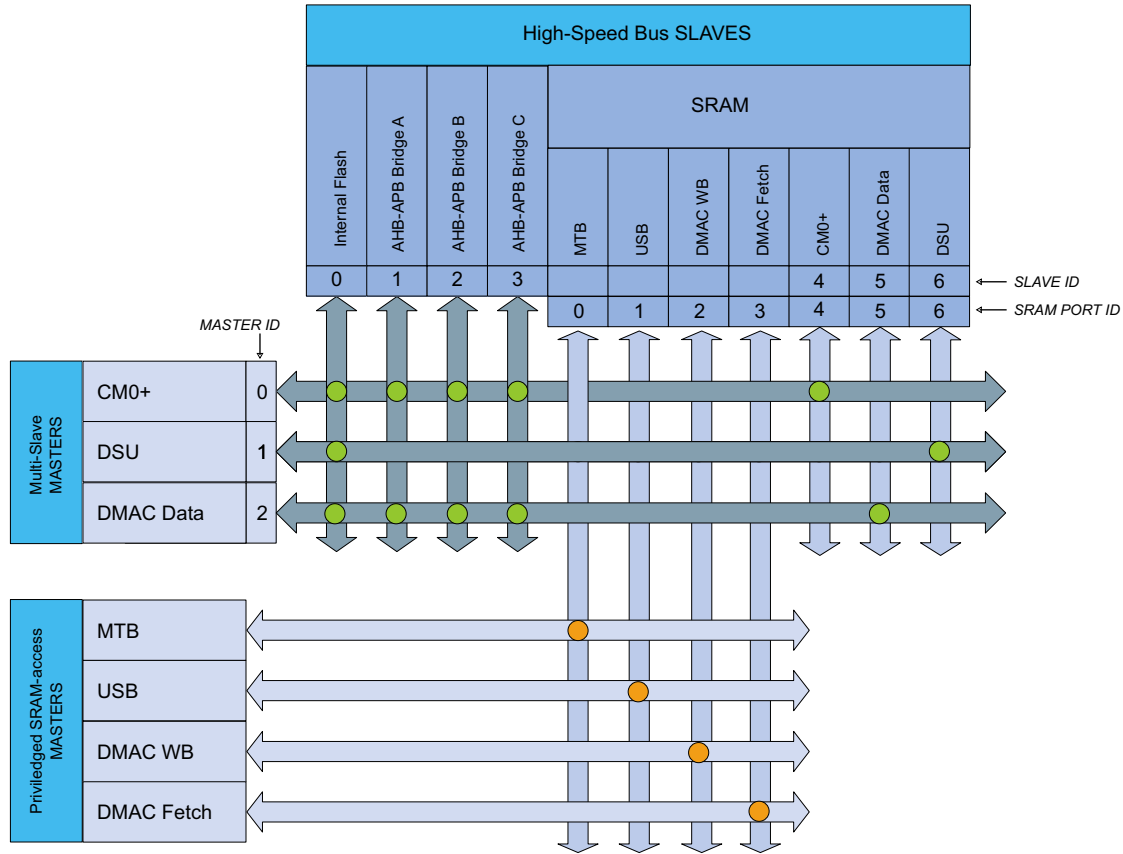 High-Speed Bus SLAVES
SRAM
Internal Flash
AHB-APB Bridge A
AHB-APB Bridge B
AHB-APB Bridge C
MTB
USB
DMAC WB
DMAC Fetch
CM0+
DMAC Data
DSU
0 1 2 3 4 5 6 SLAVE ID
0 1 2 3 4 5 6 SRAM PORT ID
MASTER ID
Multi-Slave
MASTERS
CM0+ 0
DSU 1
DMAC Data 2
Priviledged SRAM-access
MASTERS
MTB
USB
DMAC WB
DMAC Fetch